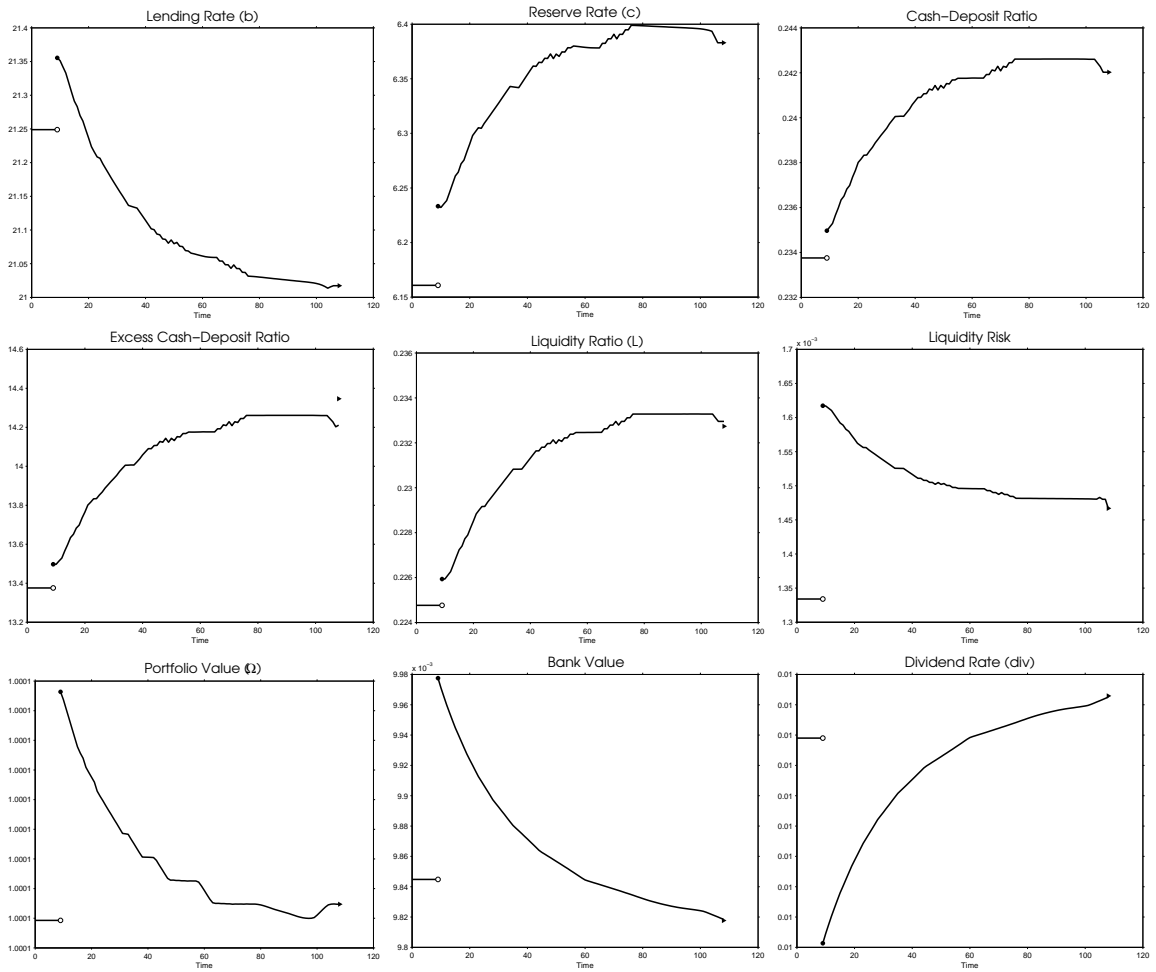 Lending Rate (b)
21.4
21.35
21.3
21.25
21.2
21.15
21.1
21.05
21
0 20 40 60 80 100 120
Time
Reserve Rate (c)
6.4
6.35
6.3
6.25
6.2
6.15
0 20 40 60 80 100 120
Time
Cash−Deposit Ratio
0.244
0.242
0.24
0.238
0.236
0.234
0.232
0 20 40 60 80 100 120
Time
Excess Cash−Deposit Ratio
14.6
14.4
14.2
14
13.8
13.6
13.4
13.2
0 20 40 60 80 100 120
Time
Liquidity Ratio (L)
0.236
0.234
0.233
0.232
0.23
0.228
0.226
0.224
0 20 40 60 80 100 120
Time
Liquidity Risk
x 10⁻³
1.7
1.65
1.6
1.55
1.5
1.45
1.4
1.35
1.3
0 20 40 60 80 100 120
Time
Portfolio Value (Ω)
1.0001
1.0001
1.0001
1.0001
1.0001
1.0001
1.0001
1.0001
1.0001
1.0001
0 20 40 60 80 100 120
Time
Bank Value
x 10⁻³
9.98
9.96
9.94
9.92
9.9
9.88
9.86
9.84
9.82
9.8
0 20 40 60 80 100 120
Time
Dividend Rate (div)
0.01
0.01
0.01
0.01
0.01
0.01
0.01
0.01
0.01
0.01
0 20 40 60 80 100 120
Time